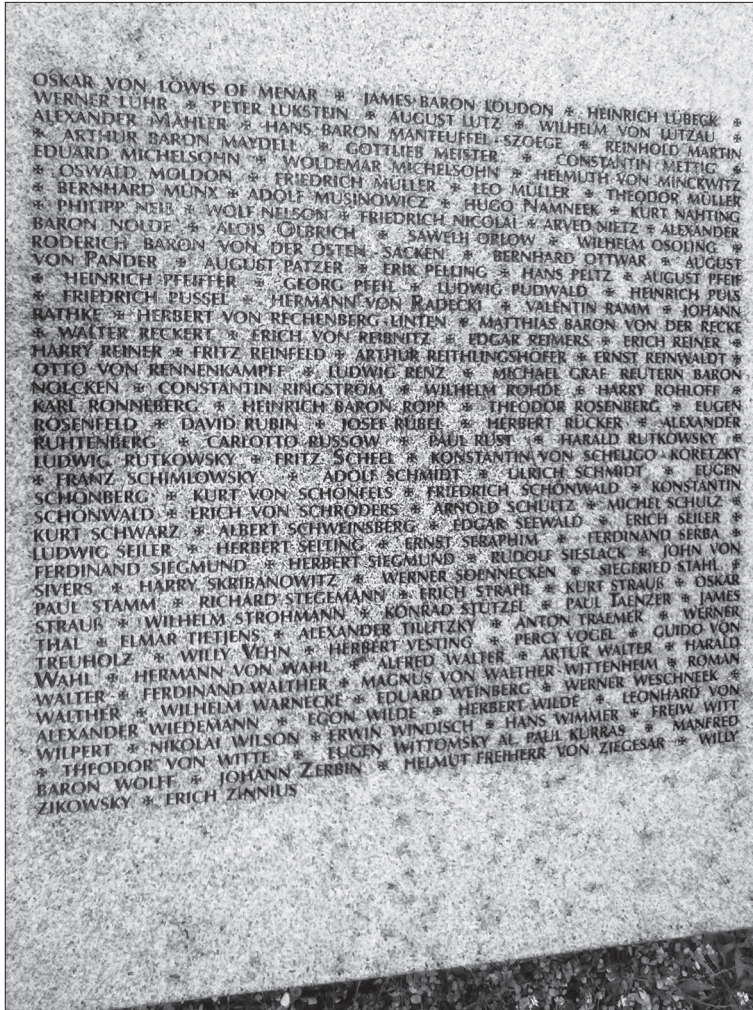 OSKAR VON LÖWIS OF MENAR ✠ JAMES BARON LOUDON ✠ HEINRICH LÜBECK ✠
WERNER LÜHR ✠ PETER LUKSTEIN ✠ AUGUST LUTZ ✠ WILHELM VON LUTZAU ✠
ALEXANDER MAHLER ✠ HANS BARON MANTEUFFEL-SZOEGE ✠ REINHOLD MARTIN
✠ ARTHUR BARON MAYDELL ✠ GOTTLIEB MEISTER ✠ CONSTANTIN METTIG ✠
EDUARD MICHELSOHN ✠ WOLDEMAR MICHELSOHN ✠ HELMUTH VON MINCKWITZ
✠ OSWALD MOLDON ✠ FRIEDRICH MÜLLER ✠ LEO MÜLLER ✠ THEODOR MÜLLER
✠ BERNHARD MÜNX ✠ ADOLF MUSINOWICZ ✠ HUGO NAMNEEK ✠ KURT NAHTING
✠ PHILIPP NEIß ✠ WOLF NELSON ✠ FRIEDRICH NICOLAI ✠ ARVED NIETZ ✠ ALEXANDER
BARON NOLDE ✠ ALOIS OLBRICH ✠ SAWELIJ ORLOW ✠ WILHELM OSOLING ✠
RODERICH BARON VON DER OSTEN-SACKEN ✠ BERNHARD OTTWAR ✠ AUGUST
VON PANDER ✠ AUGUST PATZER ✠ ERIK PELLING ✠ HANS PELTZ ✠ AUGUST PFEIF
✠ HEINRICH PFEIFFER ✠ GEORG PFEIL ✠ LUDWIG PUDWALD ✠ HEINRICH PULS
✠ FRIEDRICH PUSSEL ✠ HERMANN VON RADECKI ✠ VALENTIN RAMM ✠ JOHANN
RATHKE ✠ HERBERT VON RECHENBERG-LINTEN ✠ MATTHIAS BARON VON DER RECKE
✠ WALTER RECKERT ✠ ERICH VON REIBNITZ ✠ EDGAR REIMERS ✠ ERICH REINER ✠
HARRY REINER ✠ FRITZ REINFELD ✠ ARTHUR REITHLINGSHÖFER ✠ ERNST REINWALDT ✠
OTTO VON RENNENKAMPFF ✠ LUDWIG RENZ ✠ MICHAEL GRAF REUTERN BARON
NOLCKEN ✠ CONSTANTIN RINGSTRÖM ✠ WILHELM ROHDE ✠ HARRY ROHLOFF ✠
KARL RONNEBERG ✠ HEINRICH BARON ROPP ✠ THEODOR ROSENBERG ✠ EUGEN
ROSENFELD ✠ DAVID RUBIN ✠ JOSEF RÜBEL ✠ HERBERT RÜCKER ✠ ALEXANDER
RUHTENBERG ✠ CARLOTTO RUSSOW ✠ PAUL RÜST ✠ HARALD RUTKOWSKY ✠
LUDWIG RUTKOWSKY ✠ FRITZ SCHEEL ✠ KONSTANTIN VON SCHELIGO-KORETZKY
✠ FRANZ SCHIMLOWSKY ✠ ADOLF SCHMIDT ✠ ULRICH SCHMIDT ✠ EUGEN
SCHÖNBERG ✠ KURT VON SCHÖNFELS ✠ FRIEDRICH SCHÖNWALD ✠ KONSTANTIN
SCHÖNWALD ✠ ERICH VON SCHRÖDERS ✠ ARNOLD SCHULTZ ✠ MICHEL SCHULZ ✠
KURT SCHWARZ ✠ ALBERT SCHWEINSBERG ✠ EDGAR SEEWALD ✠ ERICH SEILER ✠
LUDWIG SEILER ✠ HERBERT SELTING ✠ ERNST SERAPHIM ✠ FERDINAND SERBA ✠
FERDINAND SIEGMUND ✠ HERBERT SIEGMUND ✠ RUDOLF SIESLACK ✠ JOHN VON
SIVERS ✠ HARRY SKRIBANOWITZ ✠ WERNER SOENNECKEN ✠ SIEGFRIED STAHL ✠
PAUL STAMM ✠ RICHARD STEGEMANN ✠ ERICH STRAHL ✠ KURT STRAUß ✠ OSKAR
STRAUß ✠ WILHELM STROHMANN ✠ KONRAD STÜTZEL ✠ PAUL TAENZER ✠ JAMES
THAL ✠ ELMAR TIETJENS ✠ ALEXANDER TILLITZKY ✠ ANTON TRAEMER ✠ WERNER
TREUHOLZ ✠ WILLY VEHN ✠ HERBERT VESTING ✠ PERCY VOGEL ✠ GUIDO VON
WAHL ✠ HERMANN VON WAHL ✠ ALFRED WALTER ✠ ARTUR WALTER ✠ HARALD
WALTER ✠ FERDINAND WALTHER ✠ MAGNUS VON WALTHER-WITTENHEIM ✠ ROMAN
WALTHER ✠ WILHELM WARNECKE ✠ EDUARD WEINBERG ✠ WERNER WESCHNEEK ✠
ALEXANDER WIEDEMANN ✠ EGON WILDE ✠ HERBERT WILDE ✠ LEONHARD VON
WILPERT ✠ NIKOLAI WILSON ✠ ERWIN WINDISCH ✠ HANS WIMMER ✠ FREIW. WITT
✠ THEODOR VON WITTE ✠ EUGEN WITTOMSKY AL. PAUL KURRAS ✠ MANFRED
BARON WOLFF ✠ JOHANN ZERBIN ✠ HELMUT FREIHERR VON ZIEGESAR ✠ WILLY
ZIKOWSKY ✠ ERICH ZINNIUS